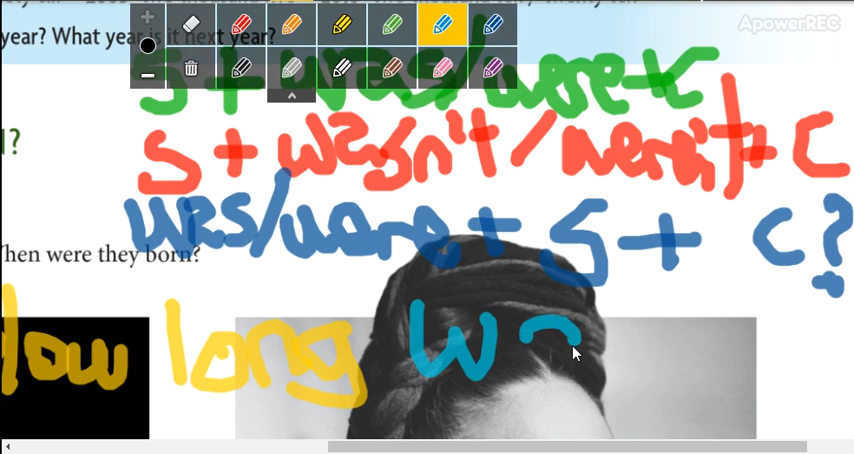 ApowerREC
year? What year is it next year?
S + was/were + c
l?
S + wasn't / weren't + C
was/were + S + C?
hen were they born?
low long w